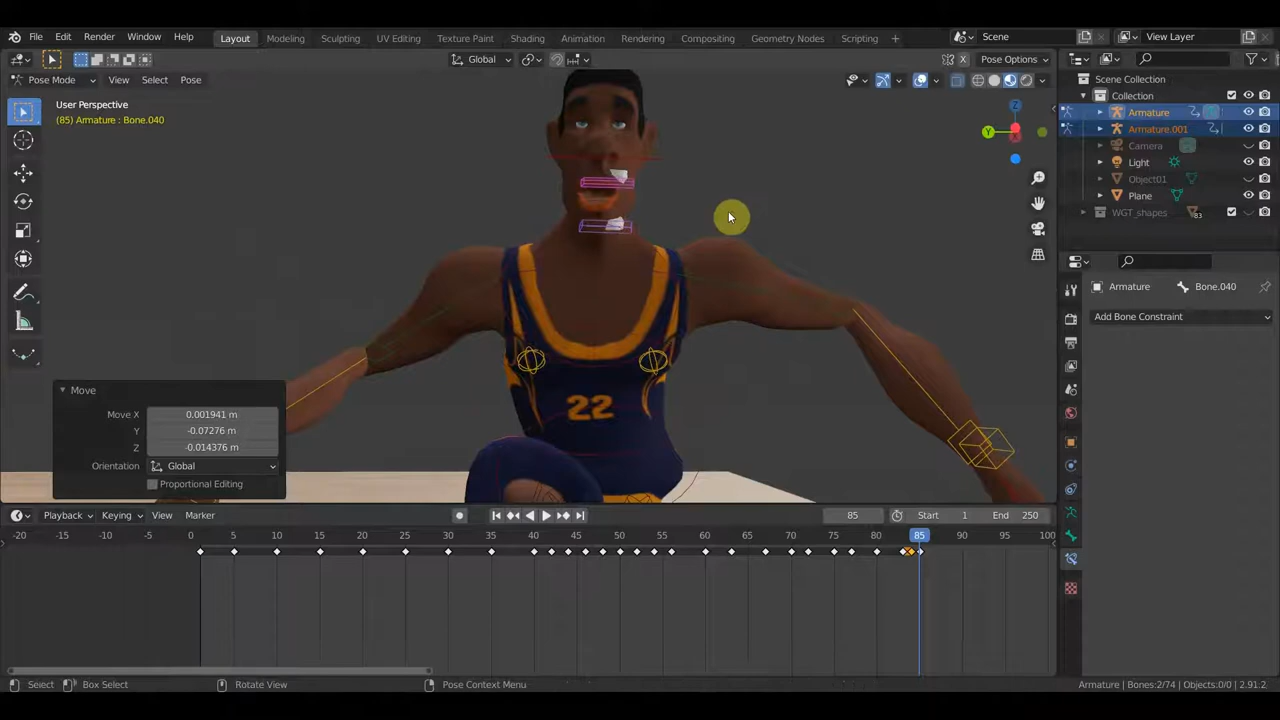 File Edit Render Window Help Layout Modeling Sculpting UV Editing Texture Paint Shading Animation Rendering Compositing Geometry Nodes Scripting + Scene View Layer
Global X Pose Options
Pose Mode View Select Pose
User Perspective
(85) Armature : Bone.040
Z
Y
X
22
Scene Collection
Collection
Armature
Armature.001
Camera
Light
Object01
Plane
WGT_shapes 83
Armature Bone.040
Add Bone Constraint
Move
Move X 0.001941 m
Y -0.07276 m
Z -0.014376 m
Orientation Global
Proportional Editing
Playback Keying View Marker 85 Start 1 End 250
-20 -15 -10 -5 0 5 10 15 20 25 30 35 40 45 50 55 60 65 70 75 80 85 90 95 100
Select Box Select Rotate View Pose Context Menu Armature | Bones:2/74 | Objects:0/0 | 2.91.2